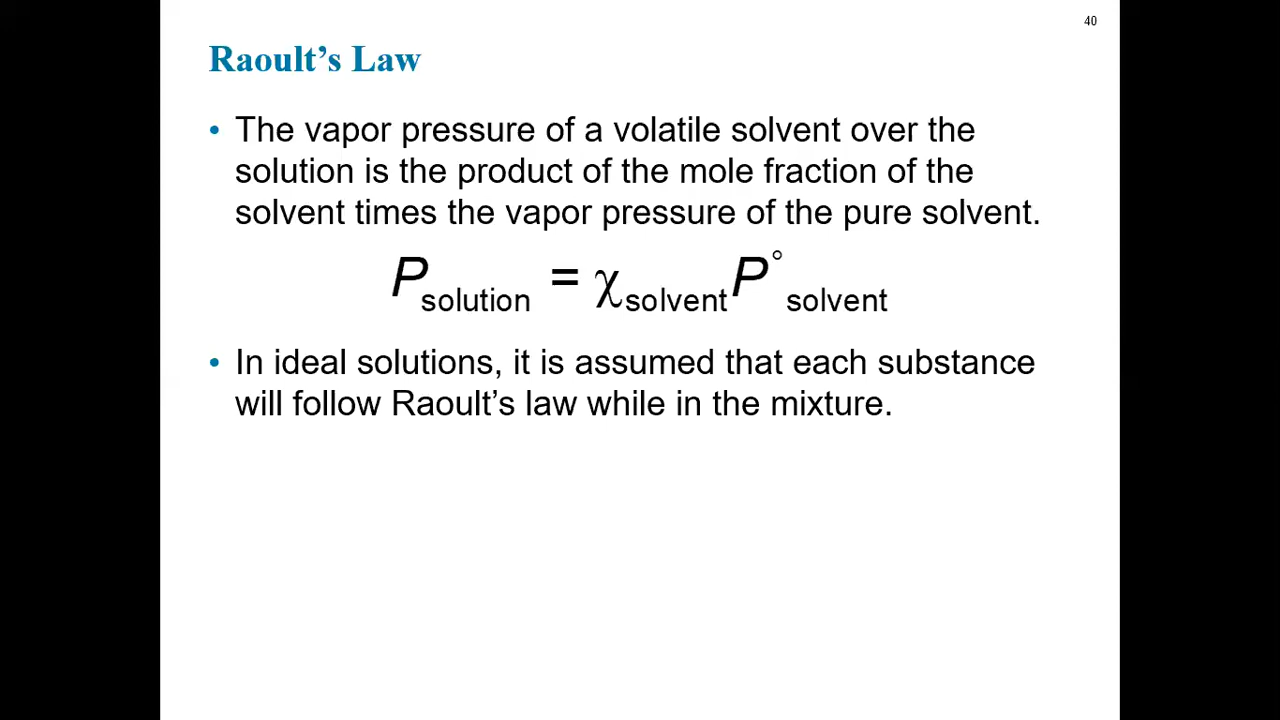 40
Raoult’s Law
• The vapor pressure of a volatile solvent over the
solution is the product of the mole fraction of the
solvent times the vapor pressure of the pure solvent.
P solution = χ solvent P° solvent
• In ideal solutions, it is assumed that each substance
will follow Raoult’s law while in the mixture.